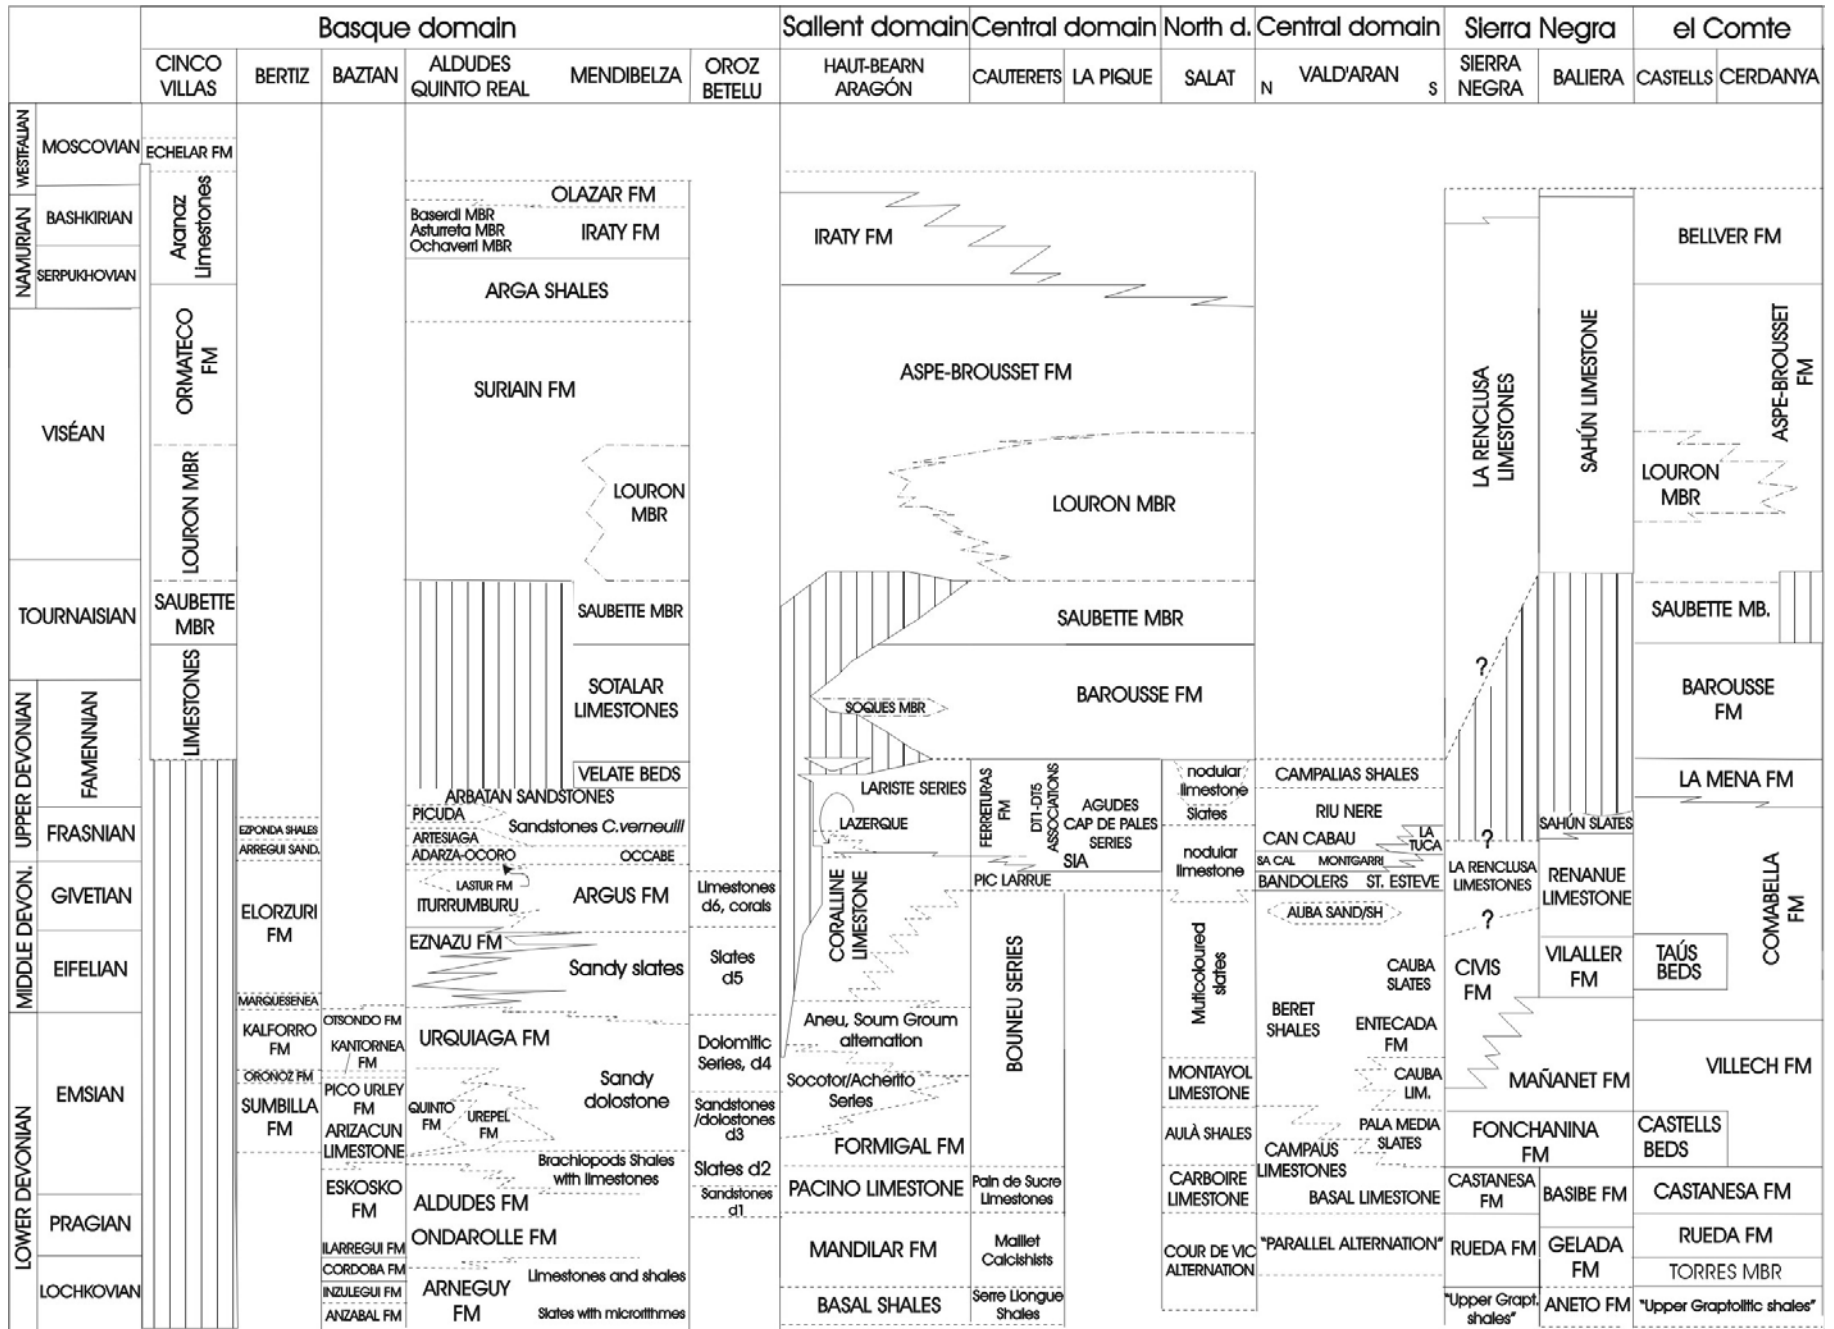 Basque domain
Sallent domain
Central domain
North d.
Central domain
Sierra Negra
el Comte
CINCO
VILLAS
BERTIZ
BAZTAN
ALDUDES
QUINTO REAL
MENDIBELZA
OROZ
BETELU
HAUT-BEARN
ARAGÓN
CAUTERETS
LA PIQUE
SALAT
N
VALD'ARAN
S
SIERRA
NEGRA
BALIERA
CASTELLS
CERDANYA
WESTFALIAN
NAMURIAN
UPPER DEVONIAN
MIDDLE DEVON.
LOWER DEVONIAN
MOSCOVIAN
BASHKIRIAN
SERPUKHOVIAN
VISÉAN
TOURNAISIAN
FAMENNIAN
FRASNIAN
GIVETIAN
EIFELIAN
EMSIAN
PRAGIAN
LOCHKOVIAN
ECHELAR FM
Aranaz
Limestones
ORMATECO
FM
LOURON MBR
SAUBETTE
MBR
LIMESTONES
EZPONDA SHALES
ARREGUI SAND.
ELORZURI
FM
MARQUESENEA
KALFORRO
FM
ORONOZ FM
SUMBILLA
FM
OTSONDO FM
KANTORNEA
FM
PICO URLEY
FM
ARIZACUN
LIMESTONE
ESKOSKO
FM
ILARREGUI FM
CORDOBA FM
INZULEGUI FM
ANZABAL FM
OLAZAR FM
Baserdi MBR
Asturreta MBR
Ochaverri MBR
IRATY FM
ARGA SHALES
SURIAIN FM
LOURON
MBR
SAUBETTE MBR
SOTALAR
LIMESTONES
VELATE BEDS
ARBATAN SANDSTONES
PICUDA
Sandstones C.verneuili
ARTESIAGA
ADARZA-OCORO
OCCABE
LASTUR FM
ITURRUMBURU
ARGUS FM
EZNAZU FM
Sandy slates
URQUIAGA FM
Sandy
dolostone
QUINTO
FM
UREPEL
FM
Brachiopods Shales
with limestones
ALDUDES FM
ONDAROLLE FM
Limestones and shales
ARNEGUY
FM
Slates with microrithmes
Limestones
d6, corals
Slates
d5
Dolomitic
Series, d4
Sandstones
/dolostones
d3
Slates d2
Sandstones
d1
IRATY FM
ASPE-BROUSSET FM
LOURON MBR
SAUBETTE MBR
BAROUSSE FM
SOQUES MBR
LARISTE SERIES
LAZERQUE
CORALLINE
LIMESTONE
Aneu, Soum Groum
alternation
Socotor/Acherito
Series
FORMIGAL FM
PACINO LIMESTONE
MANDILAR FM
BASAL SHALES
FERRETURAS
FM
DT1-DT5
ASSOCIATIONS
AGUDES
CAP DE PALES
SERIES
SIA
PIC LARRUE
BOUNEU SERIES
Pain de Sucre
Limestones
Maillet
Calcishists
Serre Llongue
Shales
nodular
limestone
Slates
nodular
limestone
Muticoloured
slates
MONTAYOL
LIMESTONE
AULÀ SHALES
CARBOIRE
LIMESTONE
COUR DE VIC
ALTERNATION
CAMPALIAS SHALES
RIU NERE
CAN CABAU
LA
TUCA
SA CAL
MONTGARRI
BANDOLERS
ST. ESTEVE
AUBA SAND/SH
CAUBA
SLATES
BERET
SHALES
ENTECADA
FM
CAUBA
LIM.
PALA MEDIA
SLATES
CAMPAUS
LIMESTONES
BASAL LIMESTONE
"PARALLEL ALTERNATION"
LA RENCLUSA
LIMESTONES
?
?
LA RENCLUSA
LIMESTONES
?
CIVIS
FM
SAHÚN LIMESTONE
SAHÚN SLATES
RENANUE
LIMESTONE
VILALLER
FM
MAÑANET FM
FONCHANINA
FM
CASTANESA
FM
BASIBE FM
RUEDA FM
GELADA
FM
"Upper Grapt.
shales"
ANETO FM
BELLVER FM
ASPE-BROUSSET
FM
LOURON
MBR
SAUBETTE MB.
BAROUSSE
FM
LA MENA FM
COMABELLA
FM
TAÚS
BEDS
VILLECH FM
CASTELLS
BEDS
CASTANESA FM
RUEDA FM
TORRES MBR
"Upper Graptolitic shales"